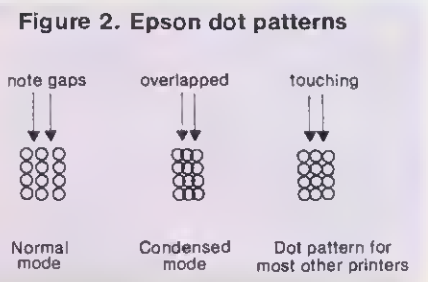 Figure 2. Epson dot patterns
note gaps
overlapped
touching
Normal
mode
Condensed
mode
Dot pattern for
most other printers